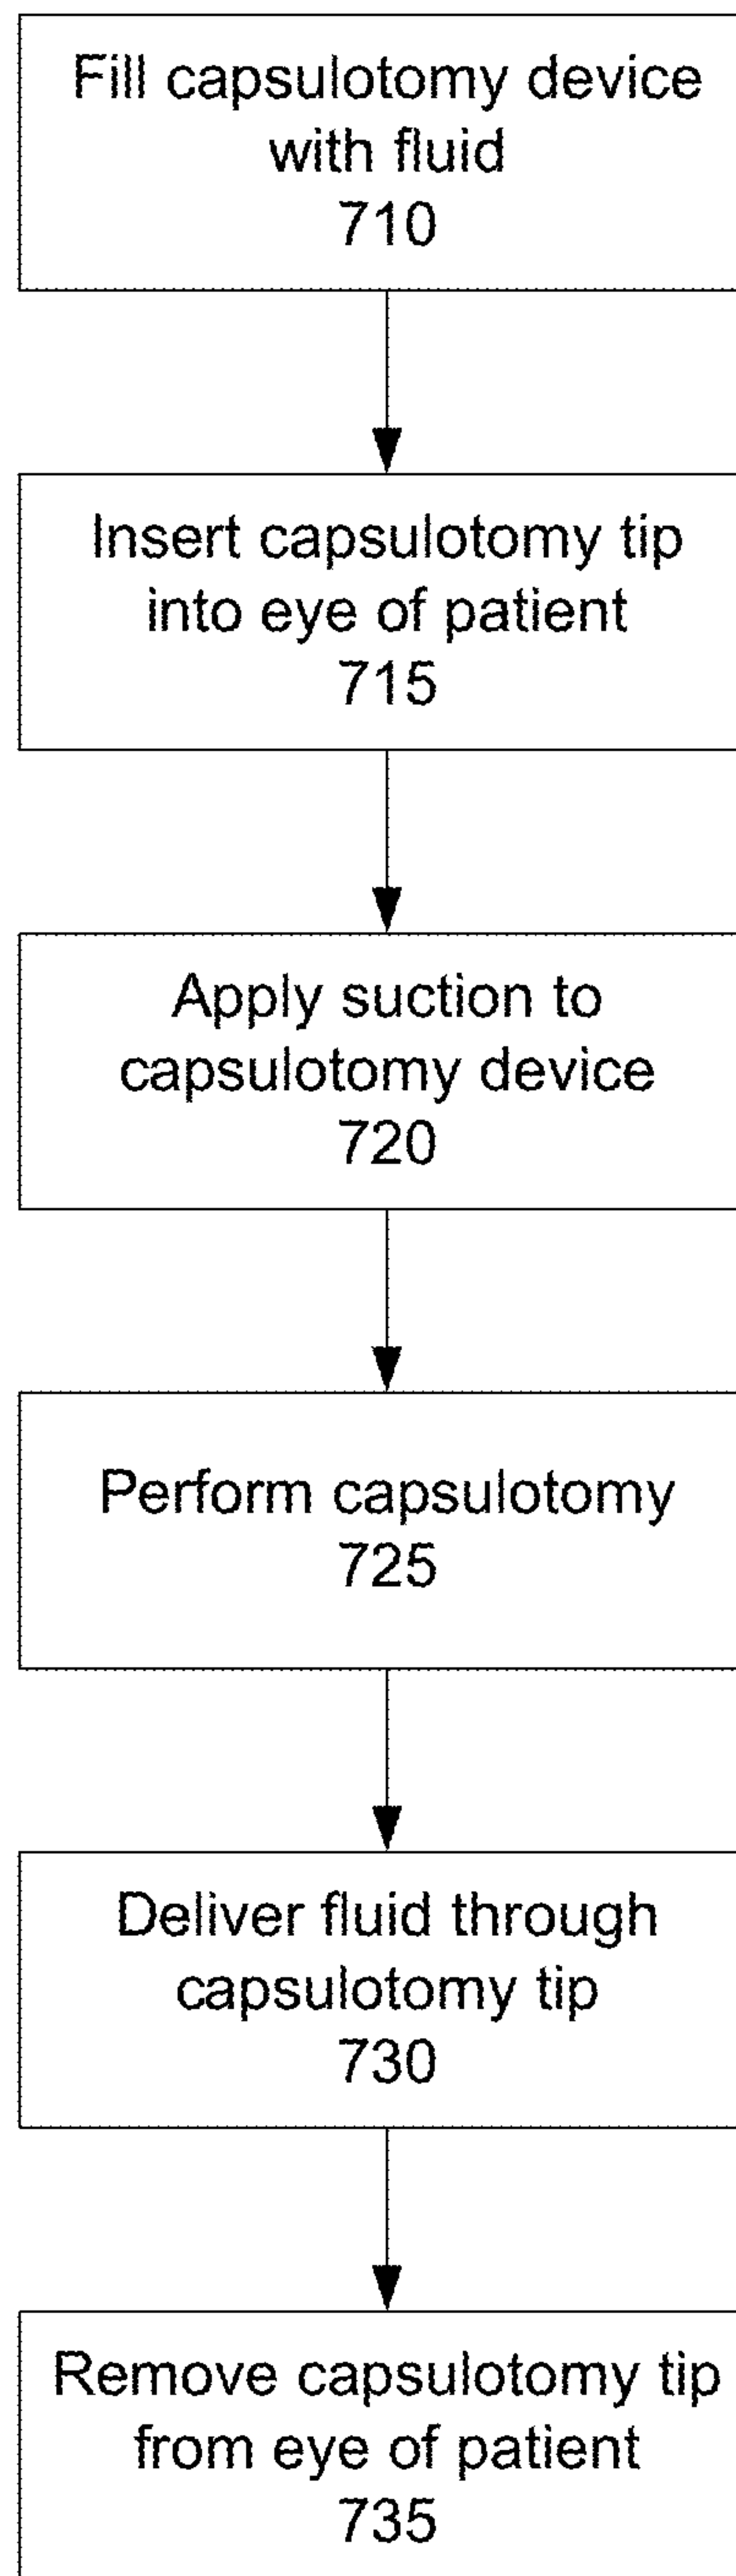 Fill capsulotomy device
with fluid
710
Insert capsulotomy tip
into eye of patient
715
Apply suction to
capsulotomy device
720
Perform capsulotomy
725
Deliver fluid through
capsulotomy tip
730
Remove capsulotomy tip
from eye of patient
735